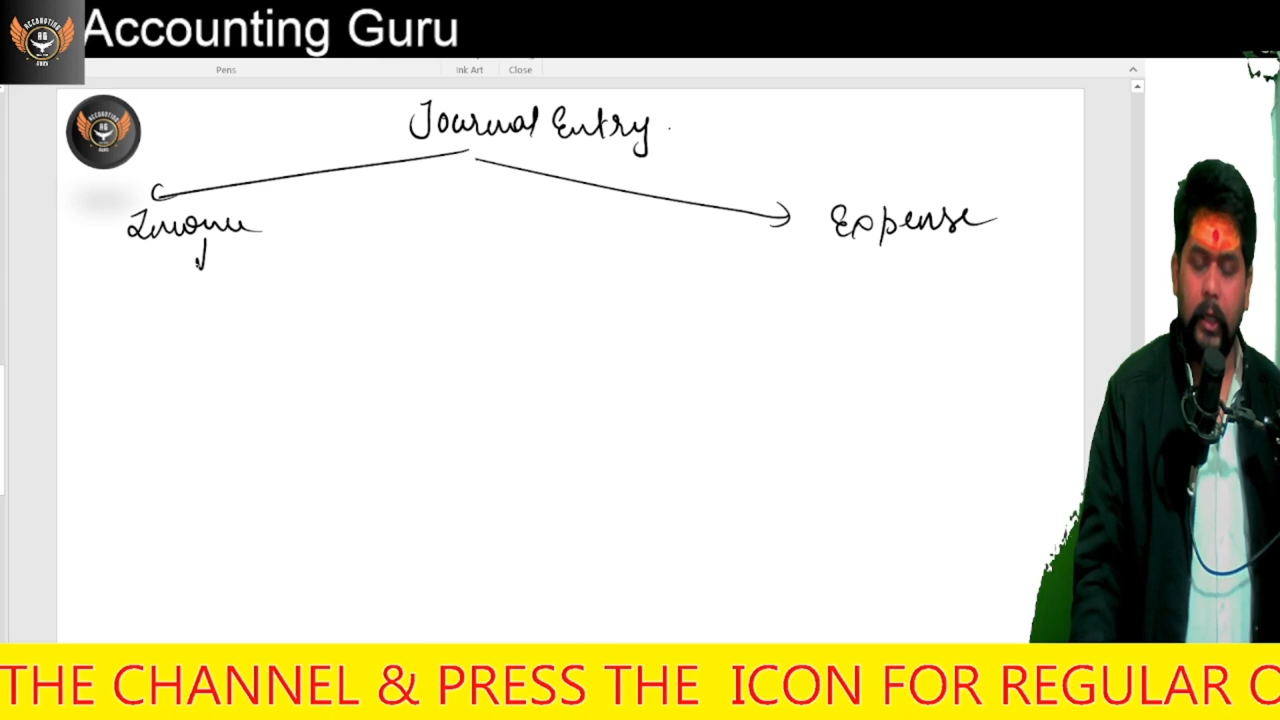 Accounting Guru
Pens
Ink Art
Close
Journal Entry
Income
Expense
THE CHANNEL & PRESS THE ICON FOR REGULAR